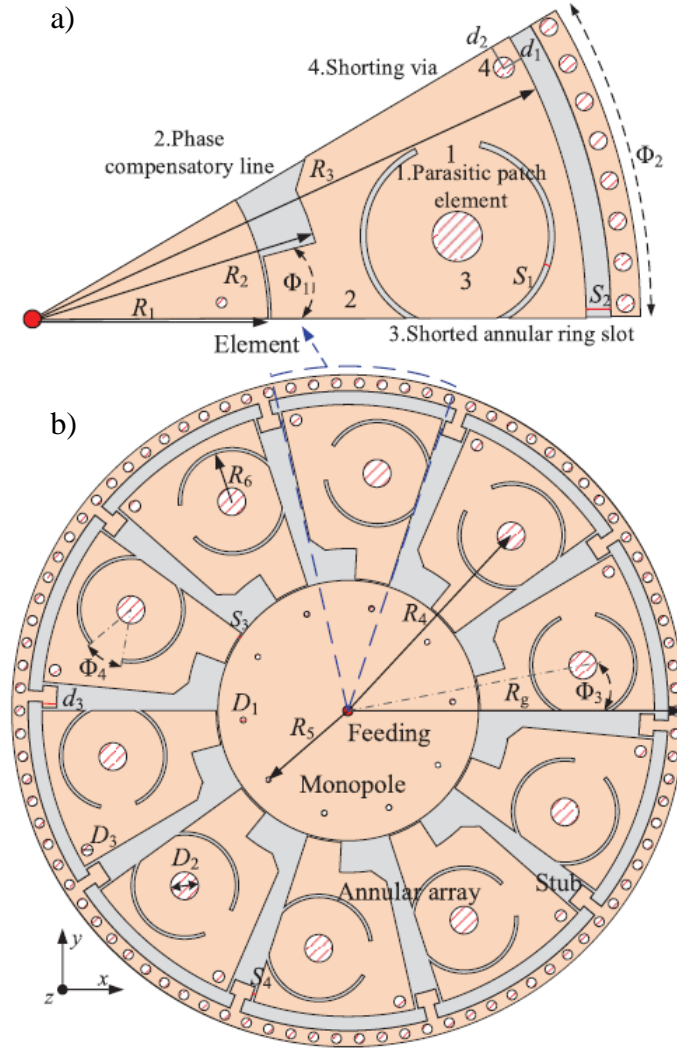 a)
d₂
d₁
4
4.Shorting via
2.Phase
compensatory line
R₃
1
1.Parasitic patch
element
Φ₂
R₂
Φ₁
S₁
S₂
R₁
2
3
Element
3.Shorted annular ring slot
b)
R₆
R₄
S₃
Φ₄
R_g
Φ₃
d₃
D₁
R₅
Feeding
Monopole
D₃
D₂
Annular array
Stub
S₄
y
z
x